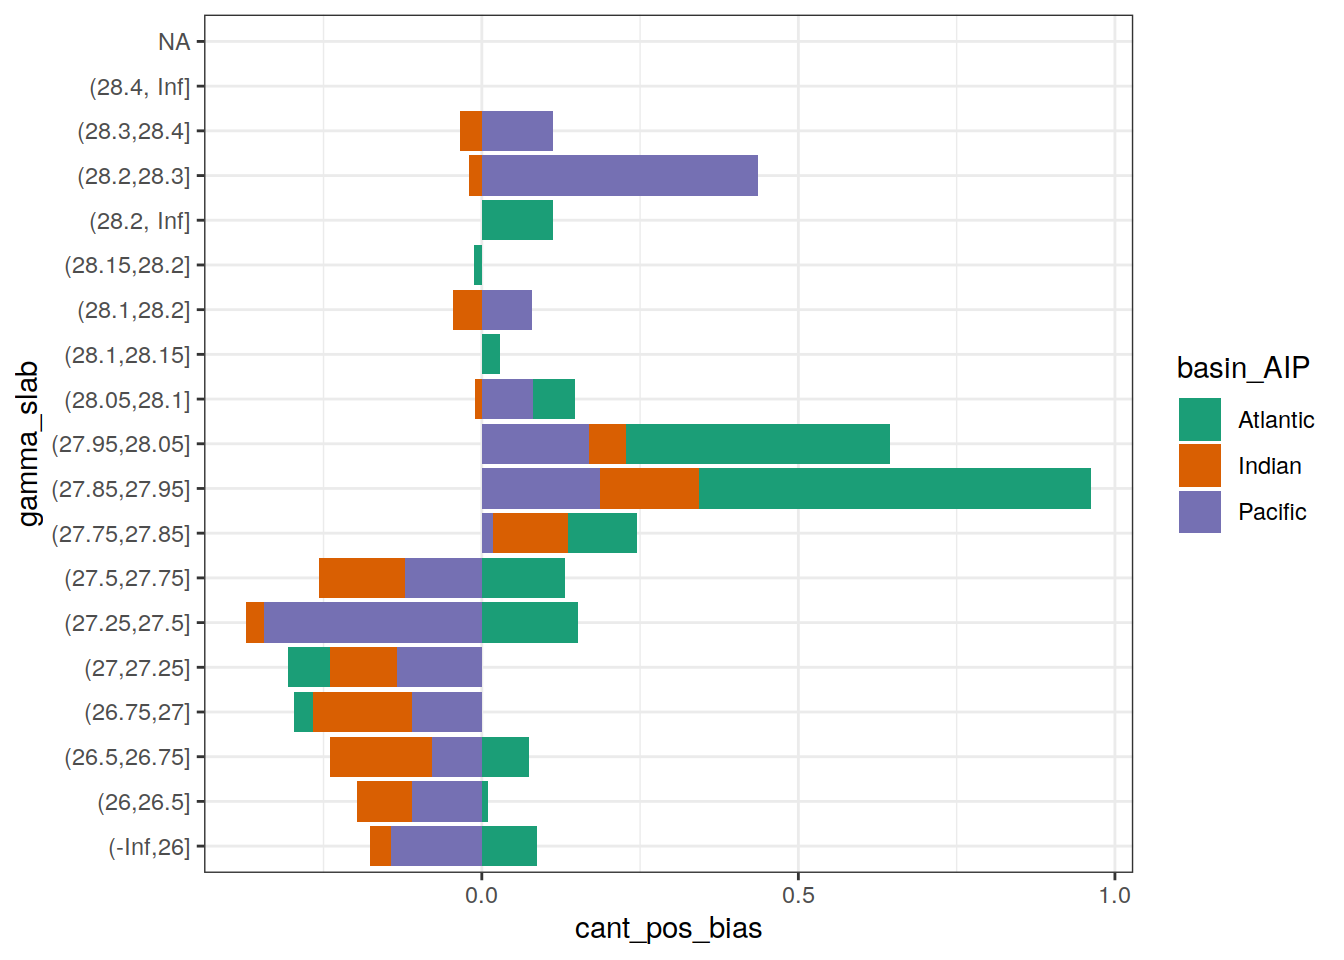 NA
(28.4, Inf]
(28.3,28.4]
(28.2,28.3]
(28.2, Inf]
(28.15,28.2]
(28.1,28.2]
(28.1,28.15]
(28.05,28.1]
(27.95,28.05]
(27.85,27.95]
(27.75,27.85]
(27.5,27.75]
(27.25,27.5]
(27,27.25]
(26.75,27]
(26.5,26.75]
(26,26.5]
(-Inf,26]
gamma_slab
0.0
0.5
1.0
cant_pos_bias
basin_AIP
Atlantic
Indian
Pacific